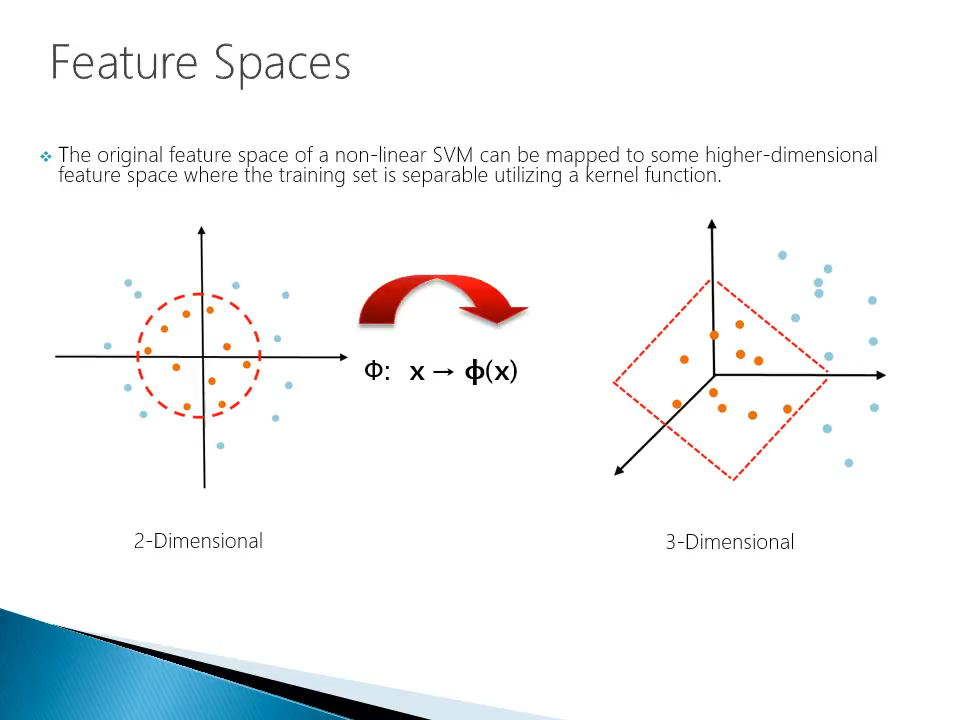 Feature Spaces
The original feature space of a non-linear SVM can be mapped to some higher-dimensional
feature space where the training set is separable utilizing a kernel function.
Φ: x → ϕ(x)
2-Dimensional
3-Dimensional